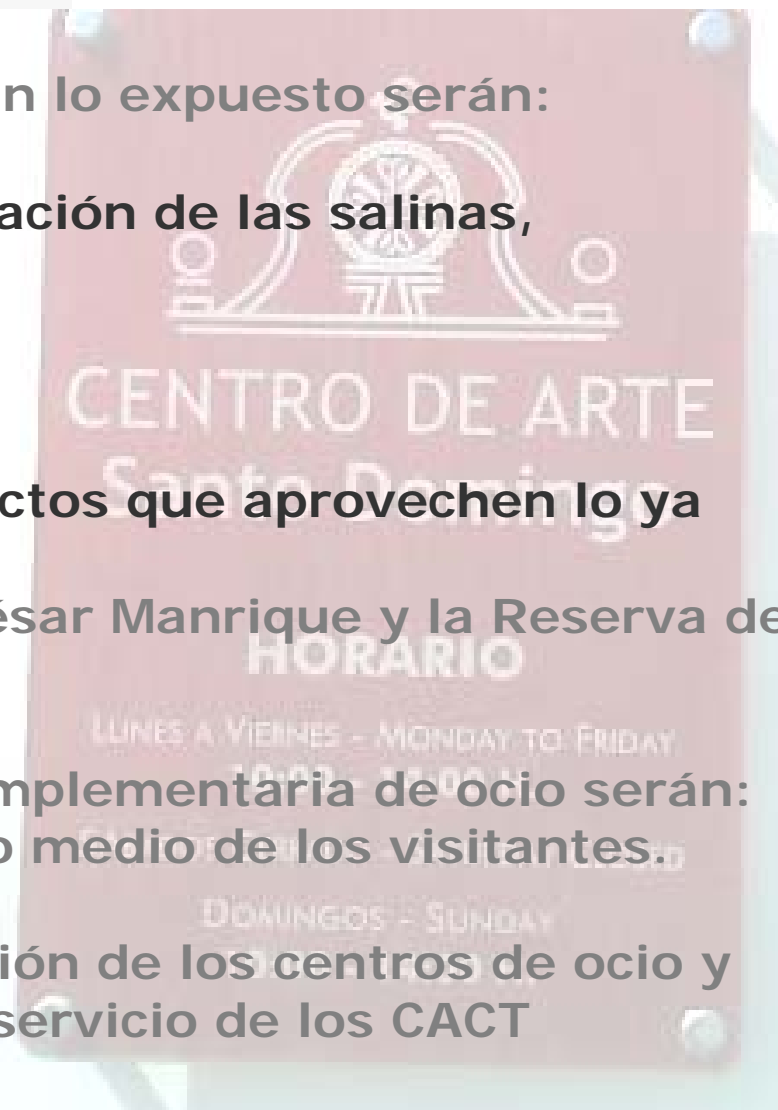 n lo expuesto serán:
ación de las salinas,
CENTRO DE ARTE
Santo Domingo
ctos que aprovechen lo ya
ésar Manrique y la Reserva de
HORARIO
LUNES A VIERNES - MONDAY TO FRIDAY
mplementaria de ocio serán:
o medio de los visitantes.
DOMINGOS - SUNDAY
ión de los centros de ocio y
servicio de los CACT